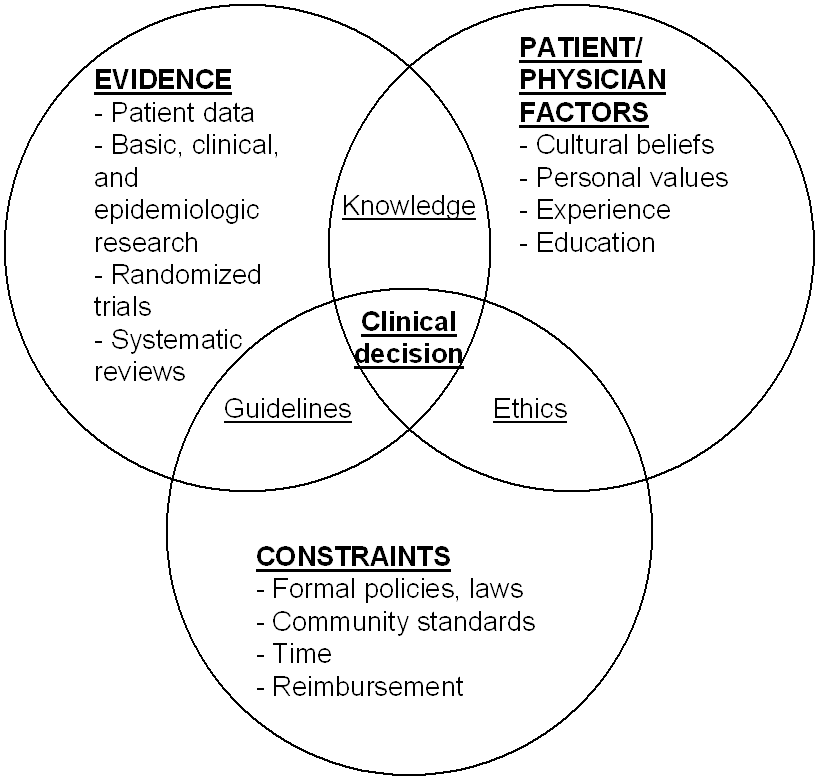 EVIDENCE
- Patient data
- Basic, clinical,
and
epidemiologic
research
- Randomized
trials
- Systematic
reviews
PATIENT/
PHYSICIAN
FACTORS
- Cultural beliefs
- Personal values
- Experience
- Education
Knowledge
Clinical
decision
Guidelines
Ethics
CONSTRAINTS
- Formal policies, laws
- Community standards
- Time
- Reimbursement